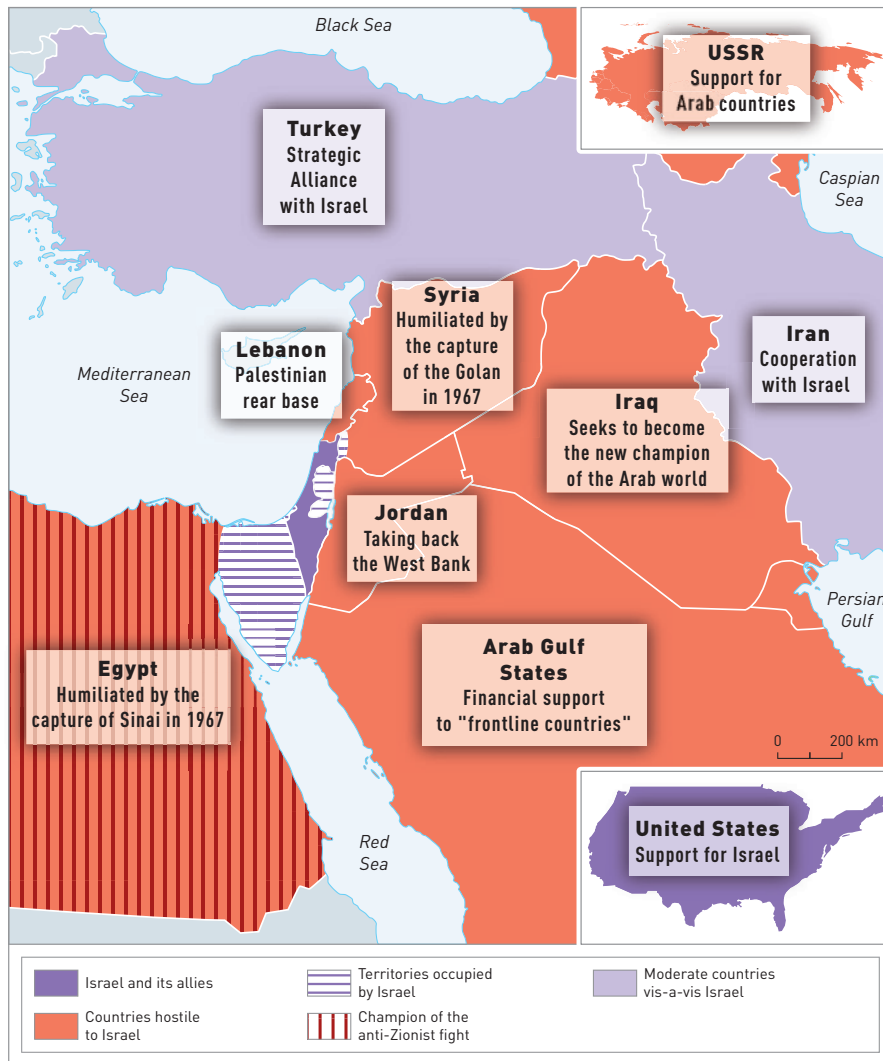 Black Sea
USSR
Support for
Arab countries
Turkey
Strategic
Alliance
with Israel
Caspian
Sea
Syria
Humiliated by
the capture
of the Golan
in 1967
Lebanon
Palestinian
rear base
Iran
Cooperation
with Israel
Mediterranean
Sea
Iraq
Seeks to become
the new champion
of the Arab world
Jordan
Taking back
the West Bank
Persian
Gulf
Egypt
Humiliated by the
capture of Sinai in 1967
Arab Gulf
States
Financial support
to "frontline countries"
0 200 km
United States
Support for Israel
Red
Sea
Israel and its allies
Territories occupied
by Israel
Moderate countries
vis-a-vis Israel
Countries hostile
to Israel
Champion of the
anti-Zionist fight